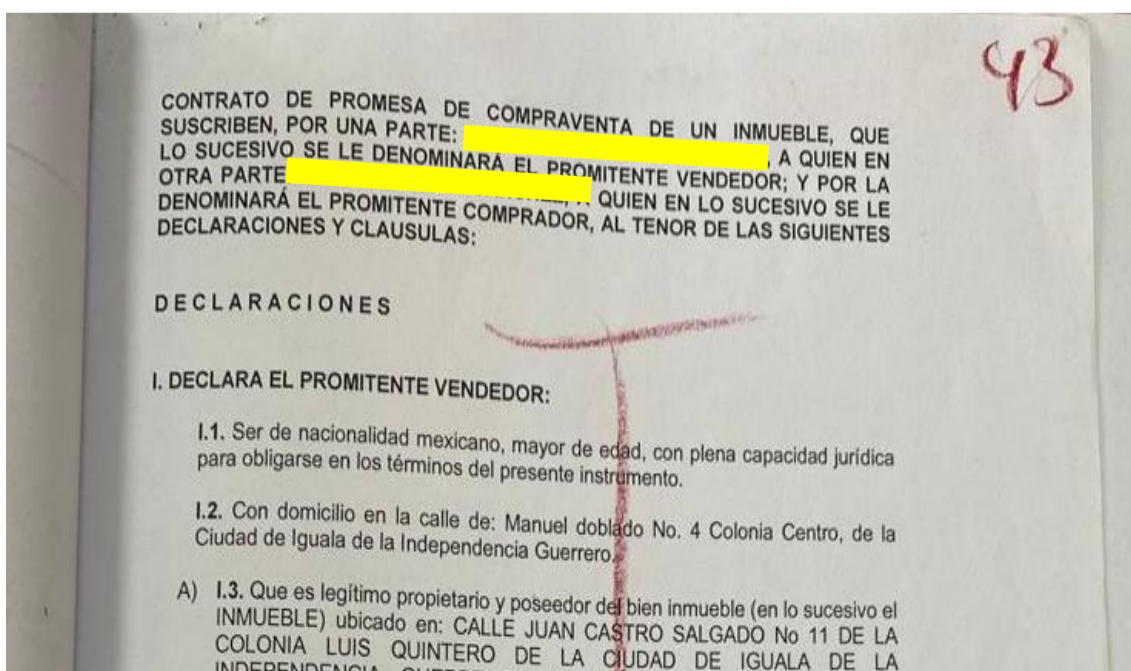 43
CONTRATO DE PROMESA DE COMPRAVENTA DE UN INMUEBLE, QUE
SUSCRIBEN, POR UNA PARTE: , A QUIEN EN
LO SUCESIVO SE LE DENOMINARÁ EL PROMITENTE VENDEDOR; Y POR LA
OTRA PARTE QUIEN EN LO SUCESIVO SE LE
DENOMINARÁ EL PROMITENTE COMPRADOR, AL TENOR DE LAS SIGUIENTES
DECLARACIONES Y CLAUSULAS:
DECLARACIONES
I. DECLARA EL PROMITENTE VENDEDOR:
I.1. Ser de nacionalidad mexicano, mayor de edad, con plena capacidad jurídica
para obligarse en los términos del presente instrumento.
I.2. Con domicilio en la calle de: Manuel doblado No. 4 Colonia Centro, de la
Ciudad de Iguala de la Independencia Guerrero.
A) I.3. Que es legítimo propietario y poseedor del bien inmueble (en lo sucesivo el
INMUEBLE) ubicado en: CALLE JUAN CASTRO SALGADO No 11 DE LA
COLONIA LUIS QUINTERO DE LA CIUDAD DE IGUALA DE LA
INDEPENDENCIA